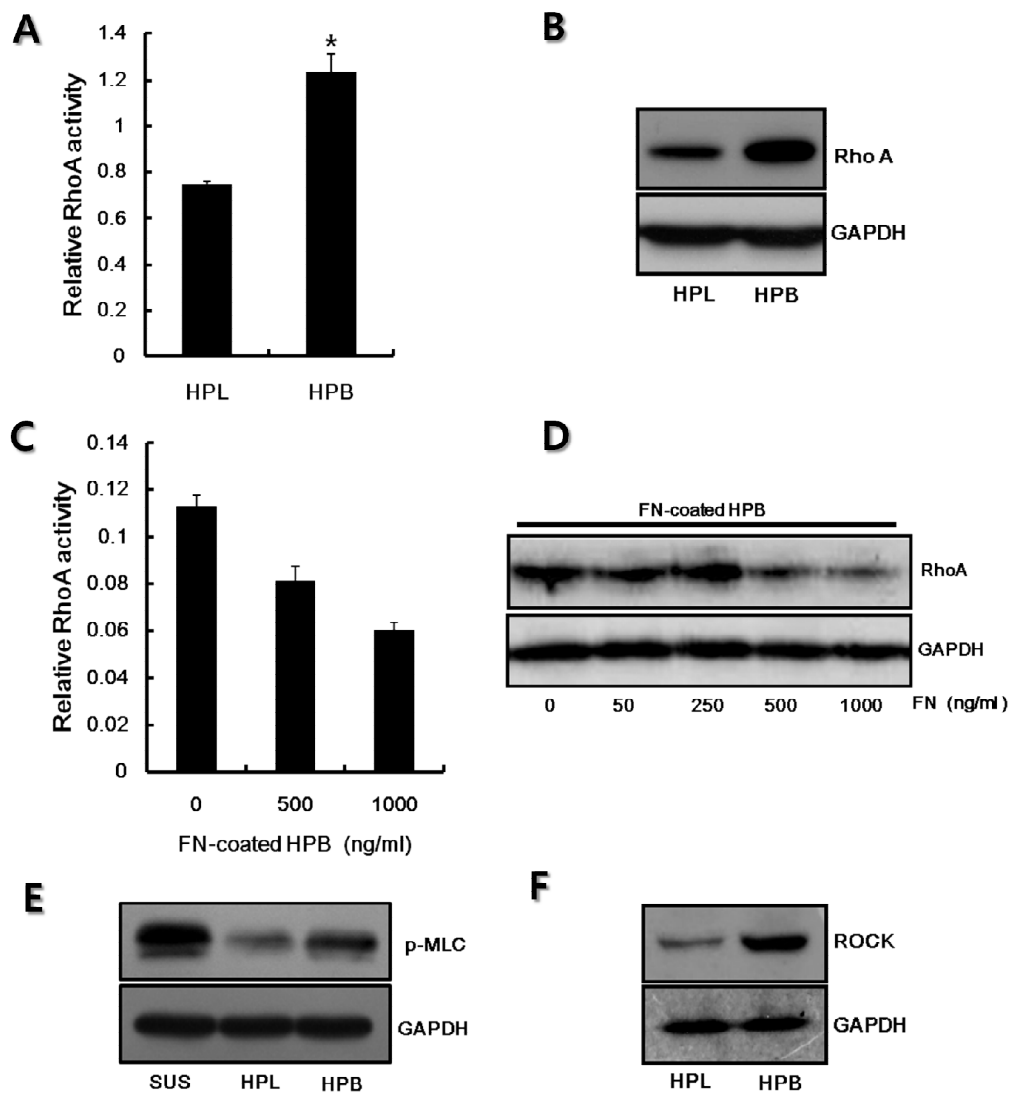 A
Relative RhoA activity
1.4
1.2
1
0.8
0.6
0.4
0.2
0
*
HPL HPB
B
Rho A
GAPDH
HPL HPB
C
Relative RhoA activity
0.14
0.12
0.1
0.08
0.06
0.04
0.02
0
0 500 1000
FN-coated HPB (ng/ml)
D
FN-coated HPB
RhoA
GAPDH
0 50 250 500 1000 FN (ng/ml)
E
p-MLC
GAPDH
SUS HPL HPB
F
ROCK
GAPDH
HPL HPB